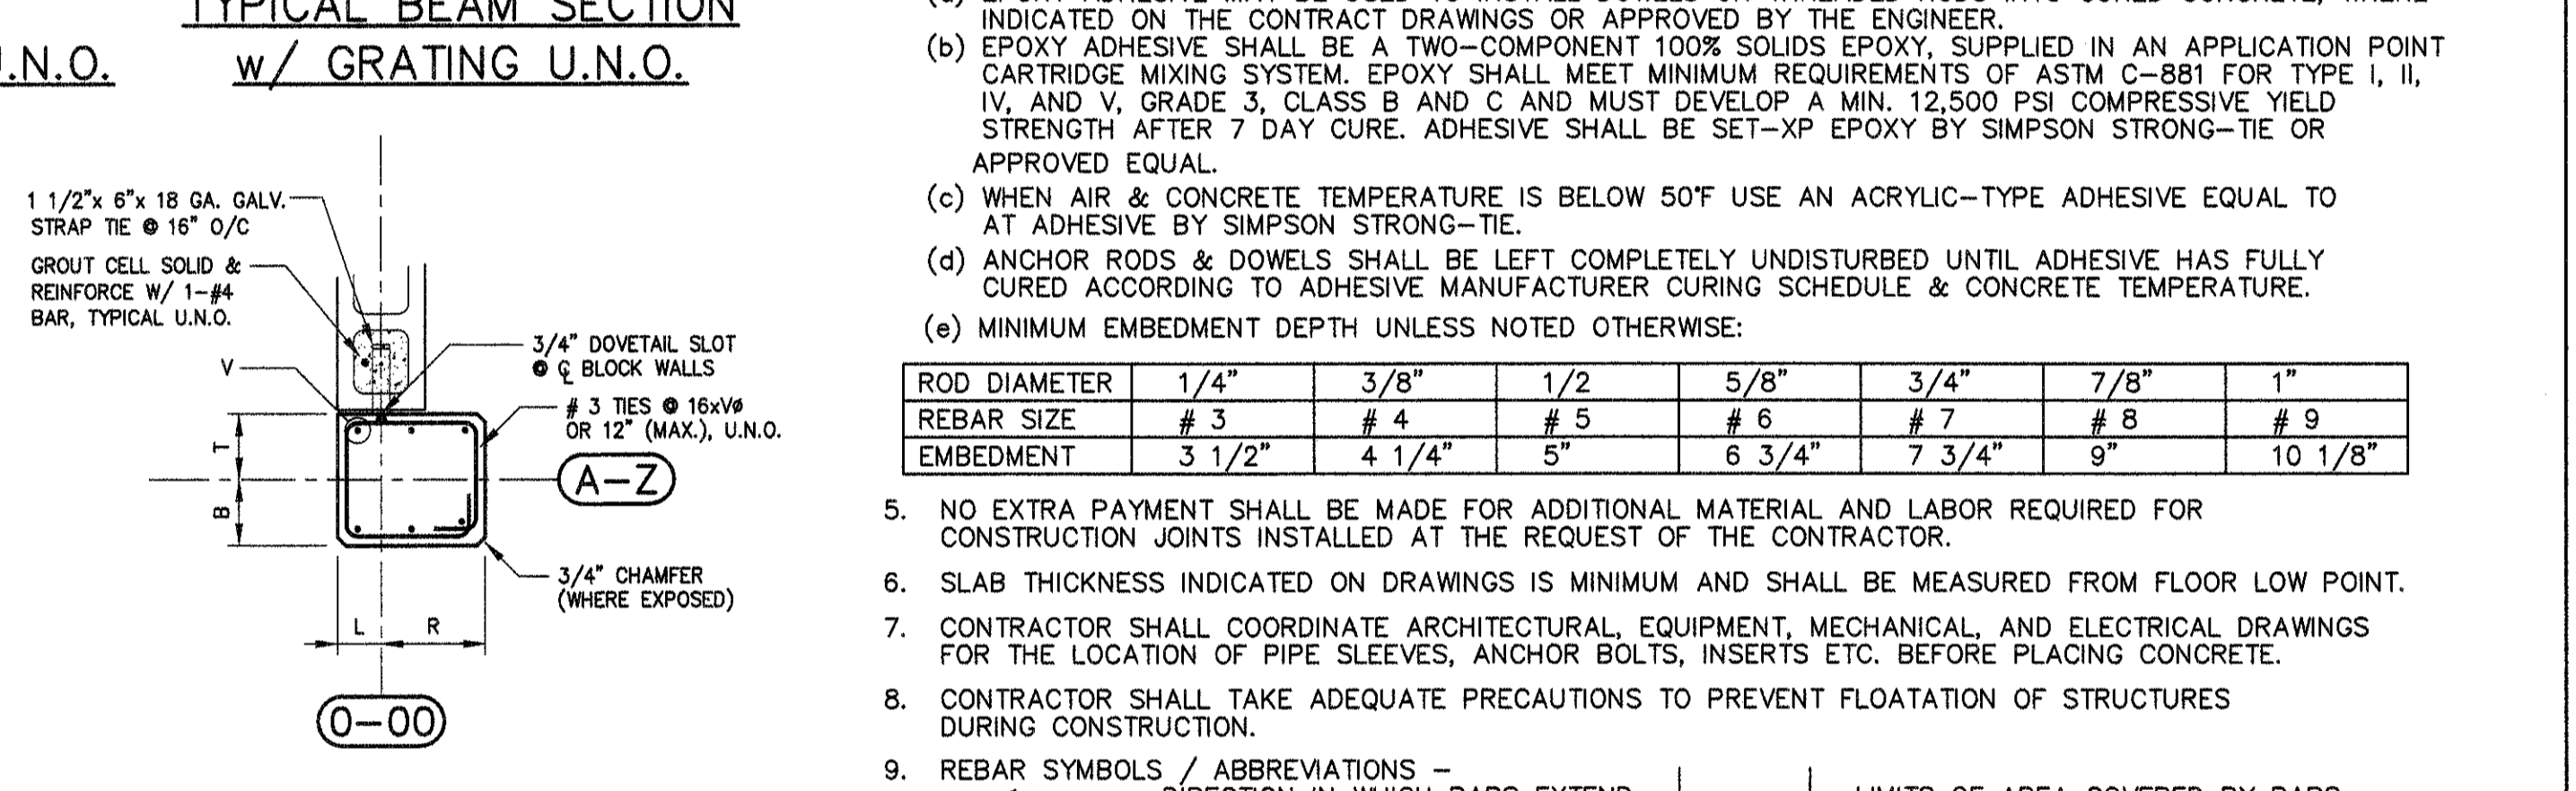 TYPICAL BEAM SECTION
w/ GRATING U.N.O.
.N.O.
1 1/2"x 6"x 18 GA. GALV.
STRAP TIE @ 16" O/C
GROUT CELL SOLID &
REINFORCE W/ 1-#4
BAR, TYPICAL U.N.O.
V
3/4" DOVETAIL SLOT
@ ℄ BLOCK WALLS
# 3 TIES @ 16xVø
OR 12" (MAX.), U.N.O.
T
B
A-Z
3/4" CHAMFER
(WHERE EXPOSED)
L R
0-00
INDICATED ON THE CONTRACT DRAWINGS OR APPROVED BY THE ENGINEER.
(b) EPOXY ADHESIVE SHALL BE A TWO-COMPONENT 100% SOLIDS EPOXY, SUPPLIED IN AN APPLICATION POINT
CARTRIDGE MIXING SYSTEM. EPOXY SHALL MEET MINIMUM REQUIREMENTS OF ASTM C-881 FOR TYPE I, II,
IV, AND V, GRADE 3, CLASS B AND C AND MUST DEVELOP A MIN. 12,500 PSI COMPRESSIVE YIELD
STRENGTH AFTER 7 DAY CURE. ADHESIVE SHALL BE SET-XP EPOXY BY SIMPSON STRONG-TIE OR
APPROVED EQUAL.
(c) WHEN AIR & CONCRETE TEMPERATURE IS BELOW 50°F USE AN ACRYLIC-TYPE ADHESIVE EQUAL TO
AT ADHESIVE BY SIMPSON STRONG-TIE.
(d) ANCHOR RODS & DOWELS SHALL BE LEFT COMPLETELY UNDISTURBED UNTIL ADHESIVE HAS FULLY
CURED ACCORDING TO ADHESIVE MANUFACTURER CURING SCHEDULE & CONCRETE TEMPERATURE.
(e) MINIMUM EMBEDMENT DEPTH UNLESS NOTED OTHERWISE:
ROD DIAMETER 1/4" 3/8" 1/2 5/8" 3/4" 7/8" 1"
REBAR SIZE # 3 # 4 # 5 # 6 # 7 # 8 # 9
EMBEDMENT 3 1/2" 4 1/4" 5" 6 3/4" 7 3/4" 9" 10 1/8"
5. NO EXTRA PAYMENT SHALL BE MADE FOR ADDITIONAL MATERIAL AND LABOR REQUIRED FOR
CONSTRUCTION JOINTS INSTALLED AT THE REQUEST OF THE CONTRACTOR.
6. SLAB THICKNESS INDICATED ON DRAWINGS IS MINIMUM AND SHALL BE MEASURED FROM FLOOR LOW POINT.
7. CONTRACTOR SHALL COORDINATE ARCHITECTURAL, EQUIPMENT, MECHANICAL, AND ELECTRICAL DRAWINGS
FOR THE LOCATION OF PIPE SLEEVES, ANCHOR BOLTS, INSERTS ETC. BEFORE PLACING CONCRETE.
8. CONTRACTOR SHALL TAKE ADEQUATE PRECAUTIONS TO PREVENT FLOATATION OF STRUCTURES
DURING CONSTRUCTION.
9. REBAR SYMBOLS / ABBREVIATIONS -